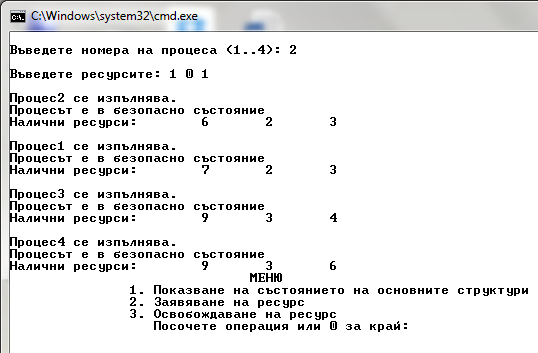 C:\Windows\system32\cmd.exe
Въведете номера на процеса (1..4): 2
Въведете ресурсите: 1 0 1
Процес2 се изпълнява.
Процесът е в безопасно състояние
Налични ресурси: 6 2 3
Процес1 се изпълнява.
Процесът е в безопасно състояние
Налични ресурси: 7 2 3
Процес3 се изпълнява.
Процесът е в безопасно състояние
Налични ресурси: 9 3 4
Процес4 се изпълнява.
Процесът е в безопасно състояние
Налични ресурси: 9 3 6
МЕНЮ
1. Показване на състоянието на основните структури
2. Заявяване на ресурс
3. Освобождаване на ресурс
Посочете операция или 0 за край: